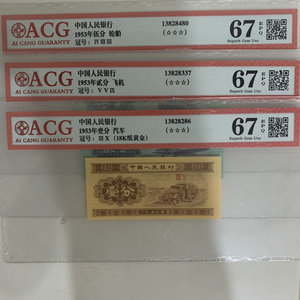 ACG
AI CANG GUARANTY
中国人民银行
1953年伍分 轮船
冠号: Ⅳ Ⅲ Ⅲ
13828480
(☆☆☆)
67 EPQ
Superb Gem Unc
ACG
AI CANG GUARANTY
中国人民银行
1953年贰分 飞机
冠号: Ⅴ Ⅴ Ⅸ
13828337
(☆☆☆)
67 EPQ
Superb Gem Unc
ACG
AI CANG GUARANTY
中国人民银行
1953年壹分 汽车
冠号: Ⅲ Ⅹ (18K纸黄金)
13828286
(☆☆☆)
67 EPQ
Superb Gem Unc
中國人民銀行
壹分
ⅢⅩ